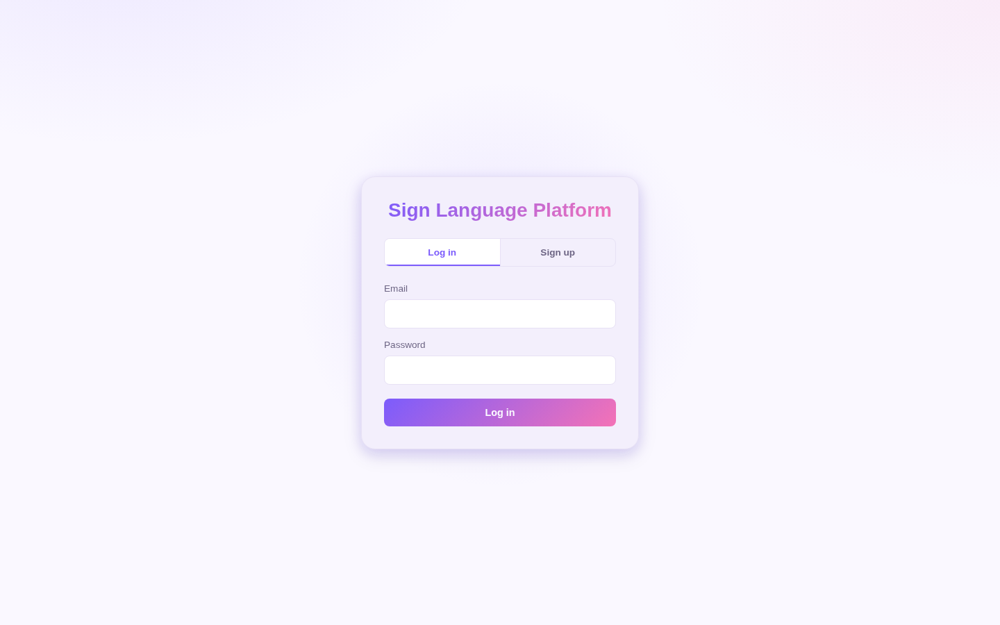 Sign Language Platform
Log in
Sign up
Email
Password
Log in